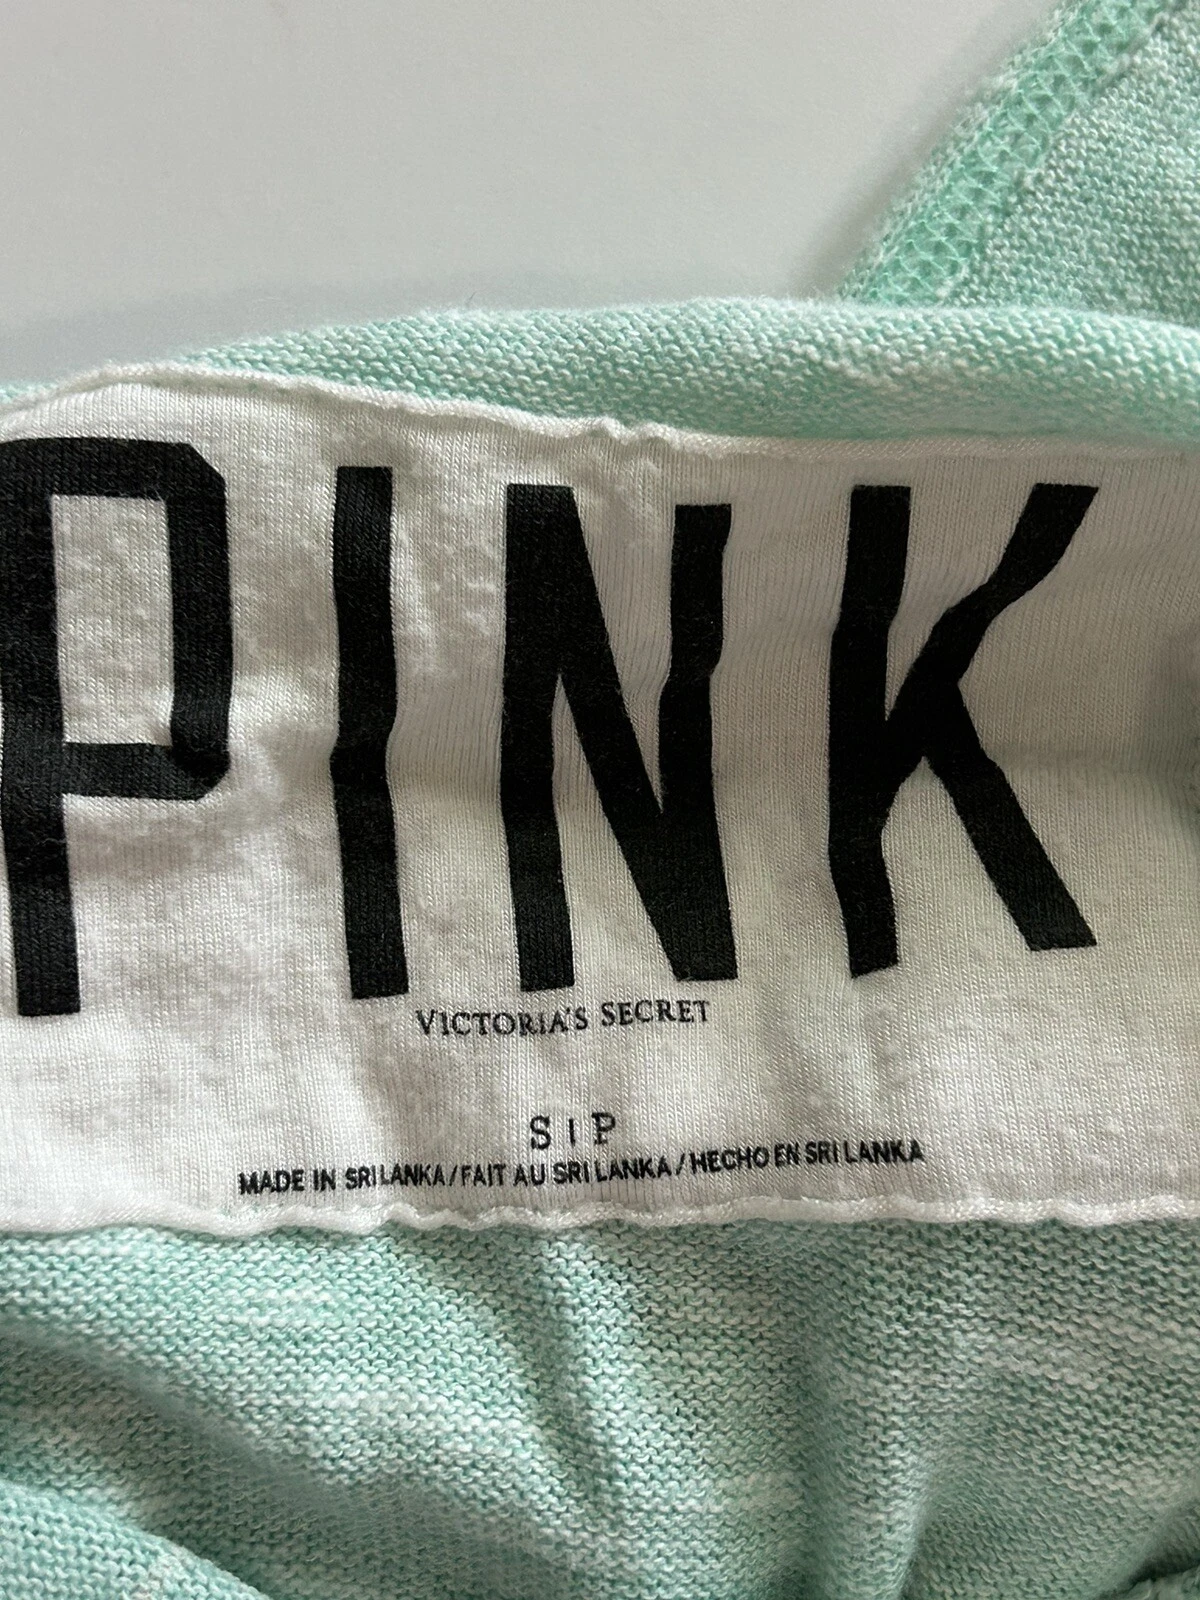 PINK
VICTORIA'S SECRET
S | P
MADE IN SRI LANKA / FAIT AU SRI LANKA / HECHO EN SRI LANKA